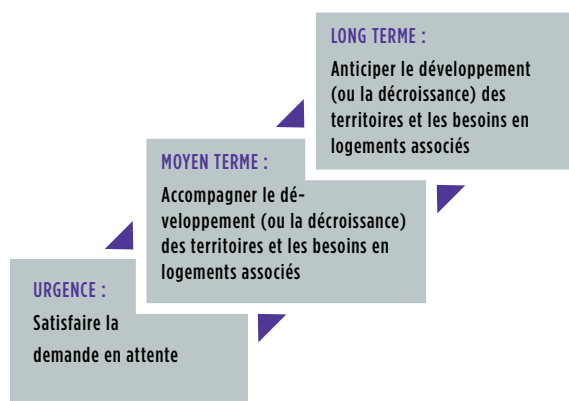 LONG TERME :
Anticiper le développement
(ou la décroissance) des
territoires et les besoins en
logements associés
MOYEN TERME :
Accompagner le dé-
veloppement (ou la décroissance)
des territoires et les besoins en
logements associés
URGENCE :
Satisfaire la
demande en attente